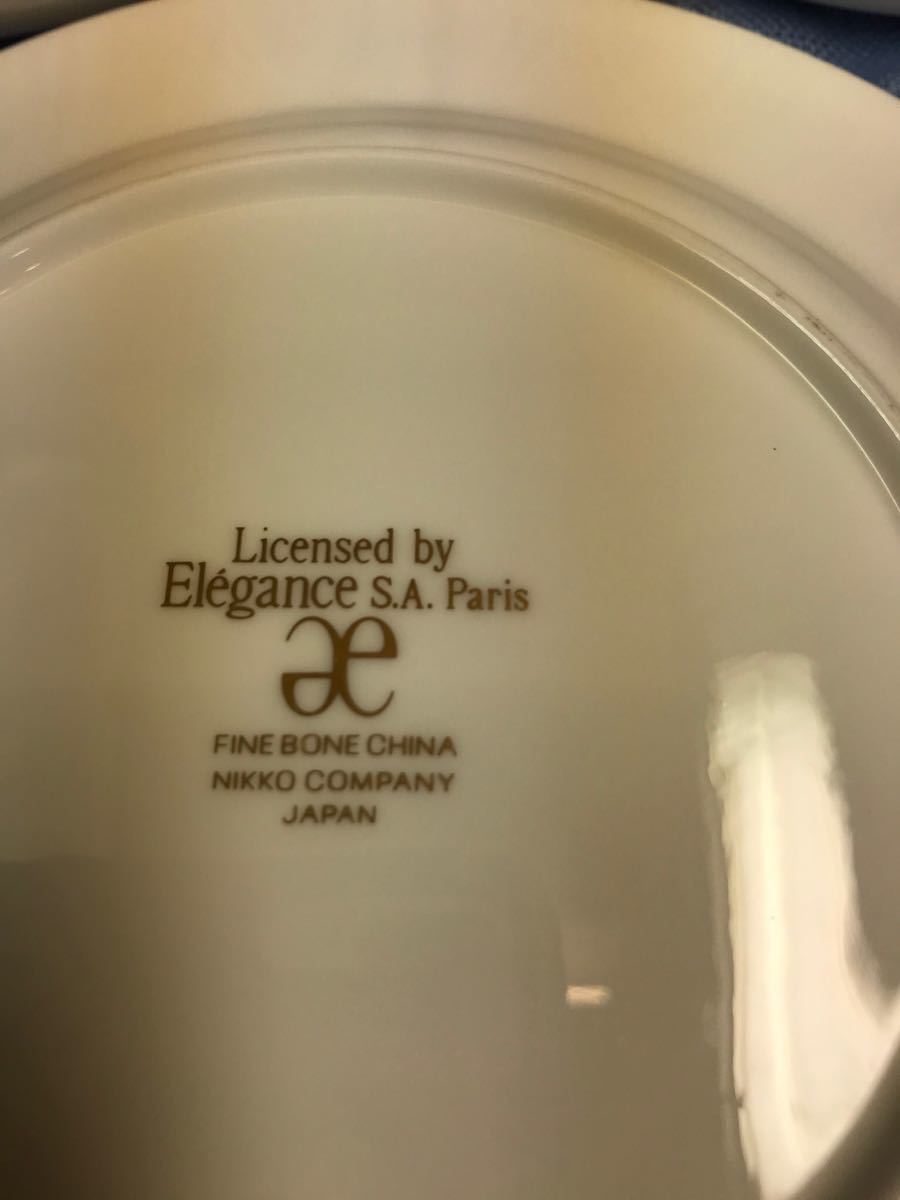 Licensed by
Elégance S.A. Paris
æ
FINE BONE CHINA
NIKKO COMPANY
JAPAN